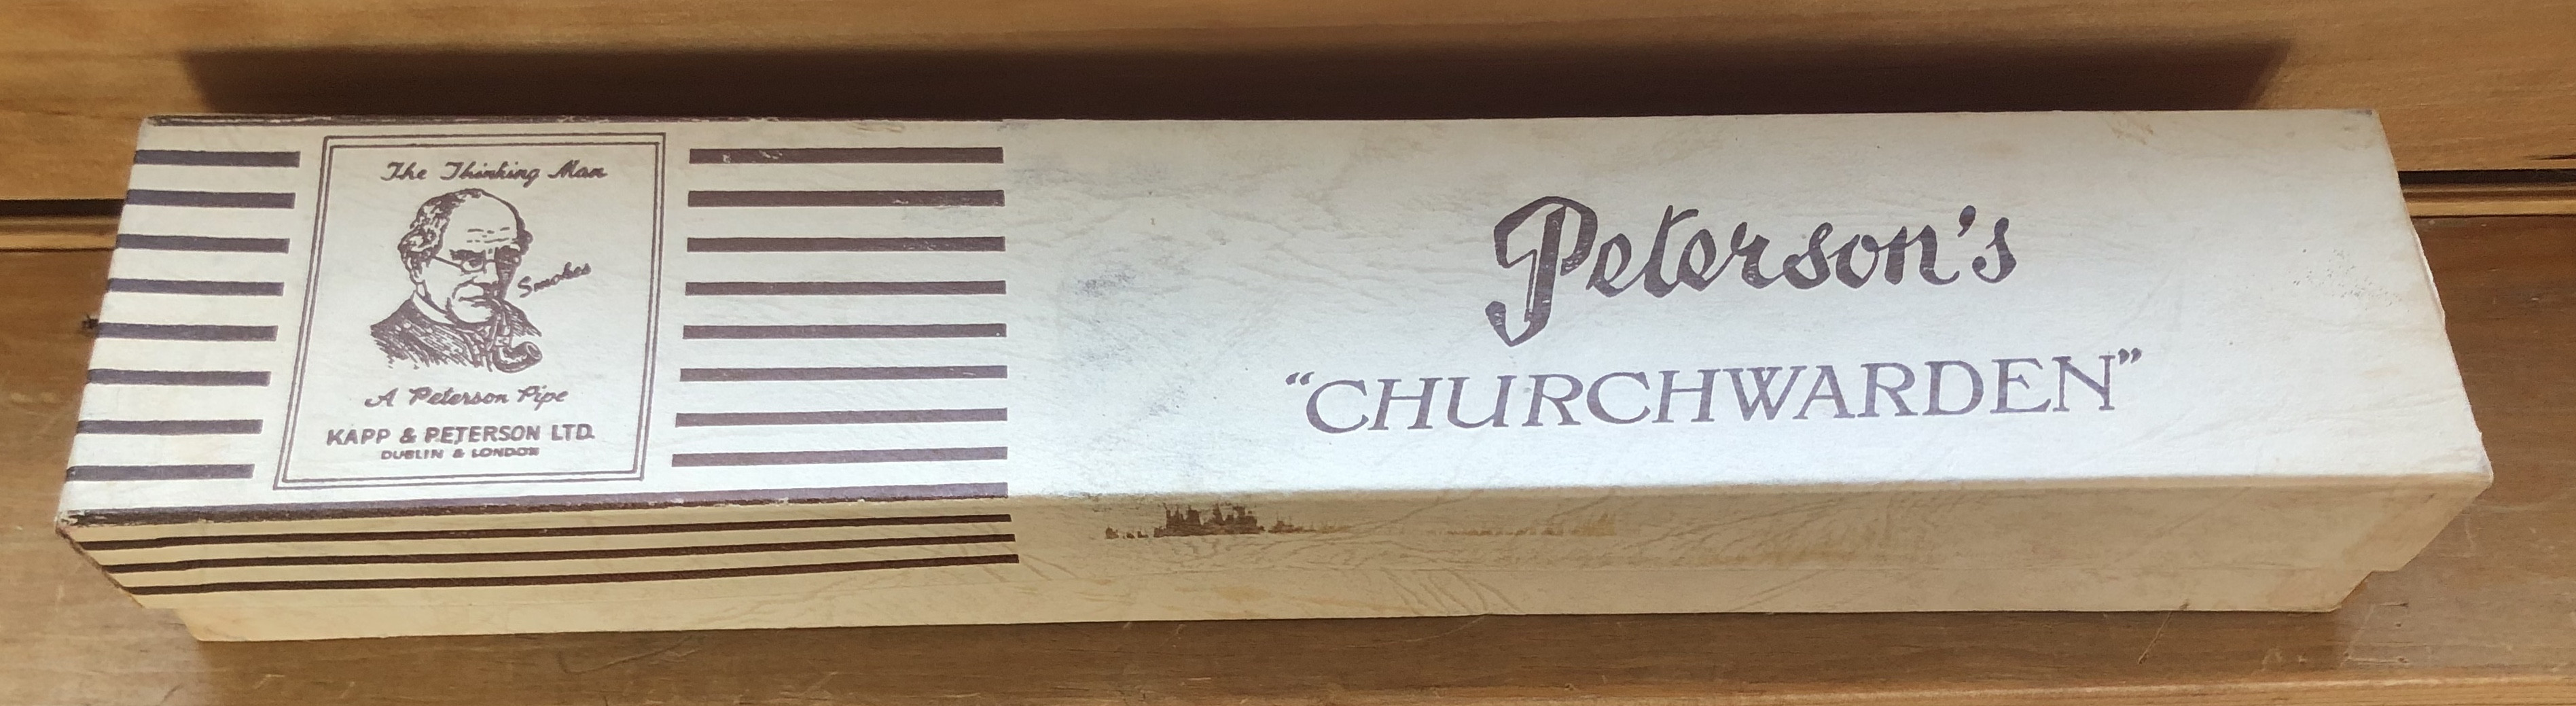 The Thinking Man
Smokes
A Peterson Pipe
KAPP & PETERSON LTD.
DUBLIN & LONDON
Peterson's
“CHURCHWARDEN”